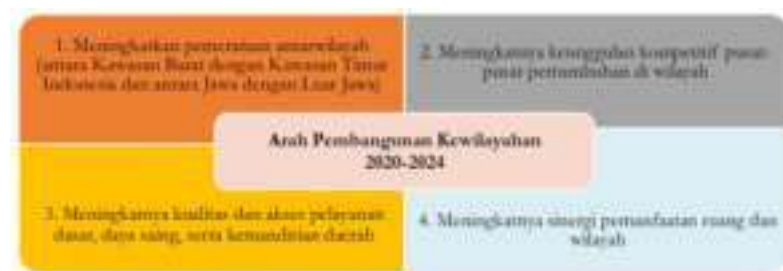 1. Meningkatkan pemerataan antarwilayah
(antara Kawasan Barat dengan Kawasan Timur
Indonesia dan antara Jawa dengan Luar Jawa)
2. Meningkatnya keunggulan kompetitif pusat-
pusat pertumbuhan di wilayah
Arah Pembangunan Kewilayahan
2020-2024
3. Meningkatnya kualitas dan akses pelayanan
dasar, daya saing, serta kemandirian daerah
4. Meningkatnya sinergi pemanfaatan ruang dan
wilayah